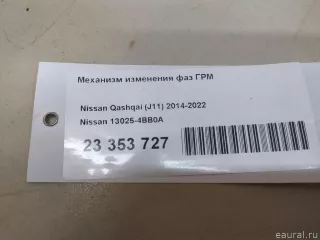 Механизм изменения фаз ГРМ
Nissan Qashqai (J11) 2014-2022
Nissan 13025-4BB0A
23 353 727
eaural.ru